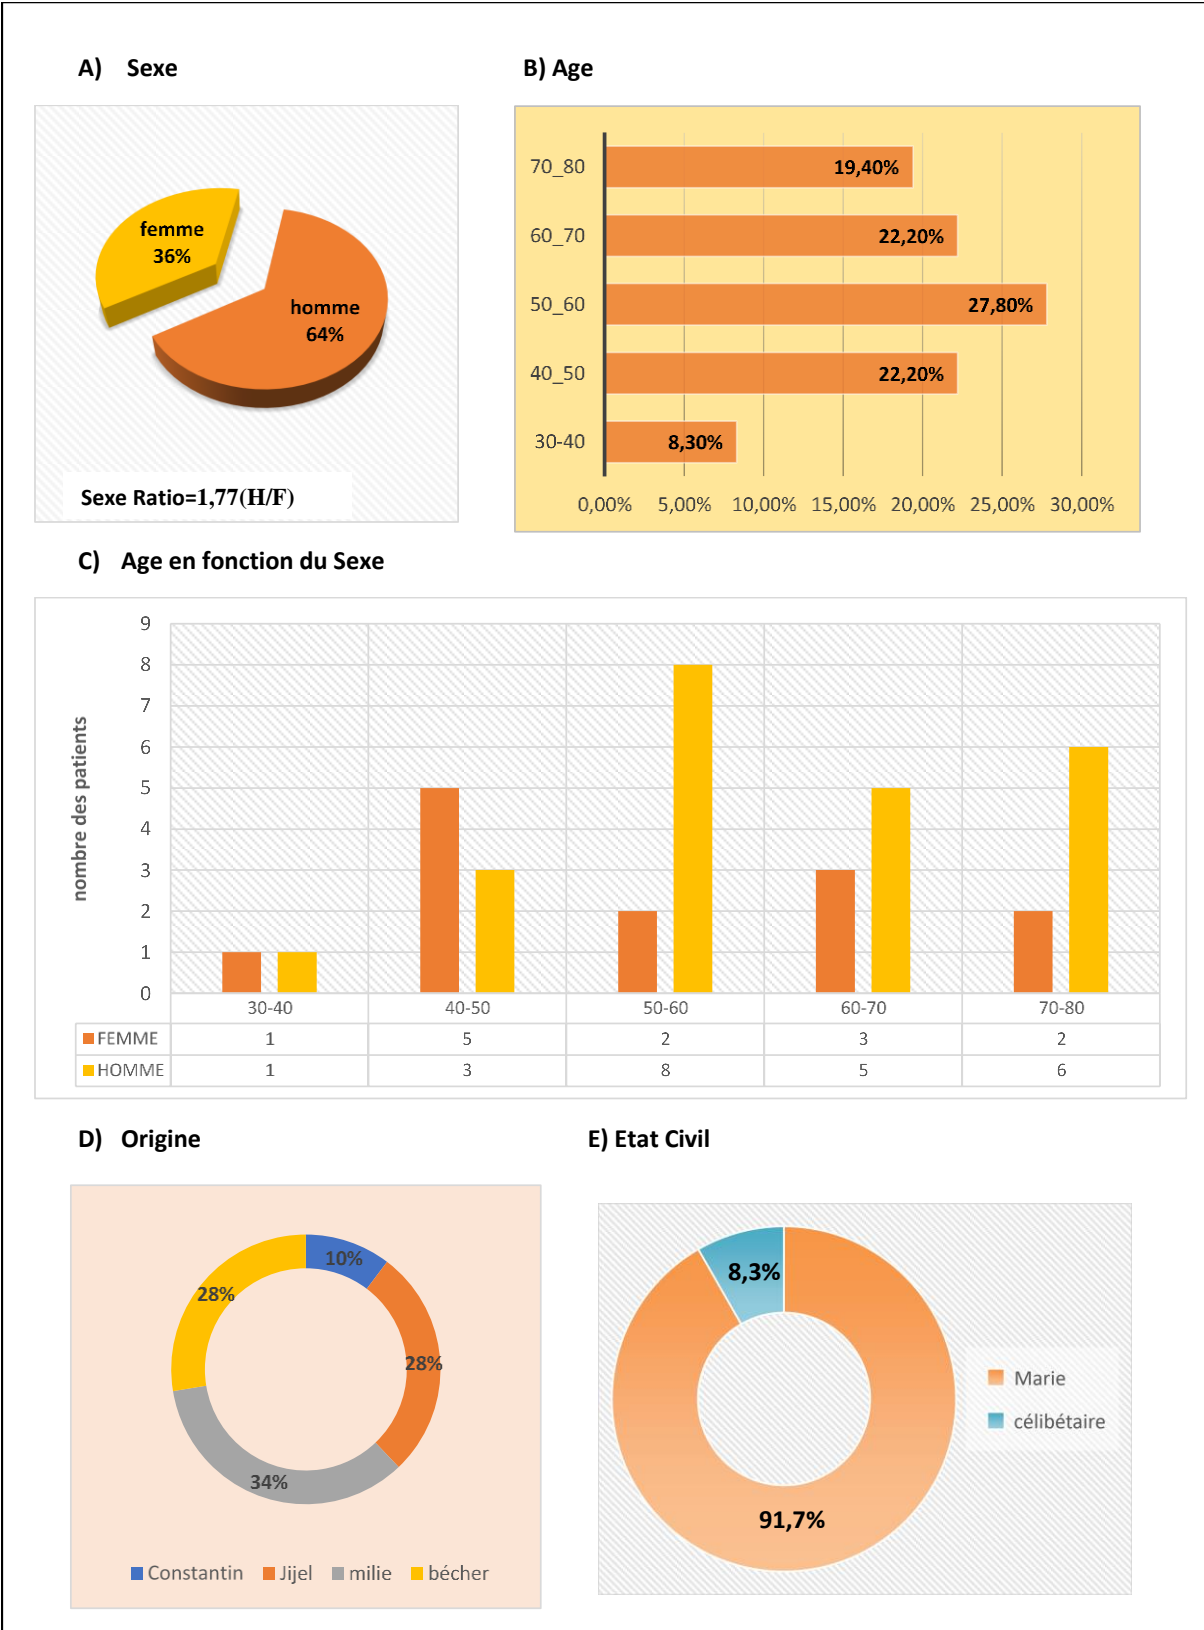 A) Sexe
B) Age
femme
36%
homme
64%
Sexe Ratio=1,77(H/F)
70_80
19,40%
60_70
22,20%
50_60
27,80%
40_50
22,20%
30-40
8,30%
0,00% 5,00% 10,00% 15,00% 20,00% 25,00% 30,00%
C) Age en fonction du Sexe
nombre des patients
9
8
7
6
5
4
3
2
1
0
30-40 40-50 50-60 60-70 70-80
FEMME 1 5 2 3 2
HOMME 1 3 8 5 6
D) Origine
E) Etat Civil
10%
28%
28%
34%
Constantin Jijel milie bécher
8,3%
91,7%
Marie
célibétaire